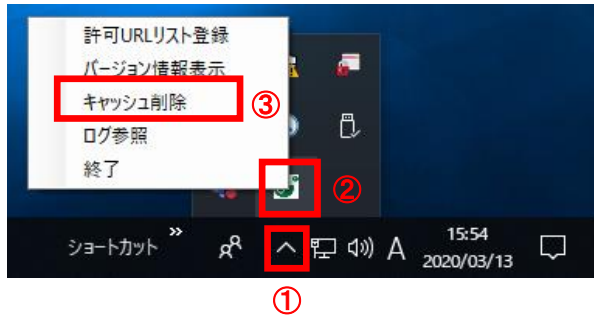 許可URLリスト登録
バージョン情報表示
キャッシュ削除
③
ログ参照
終了
②
ショートカット
»
A
15:54
2020/03/13
①